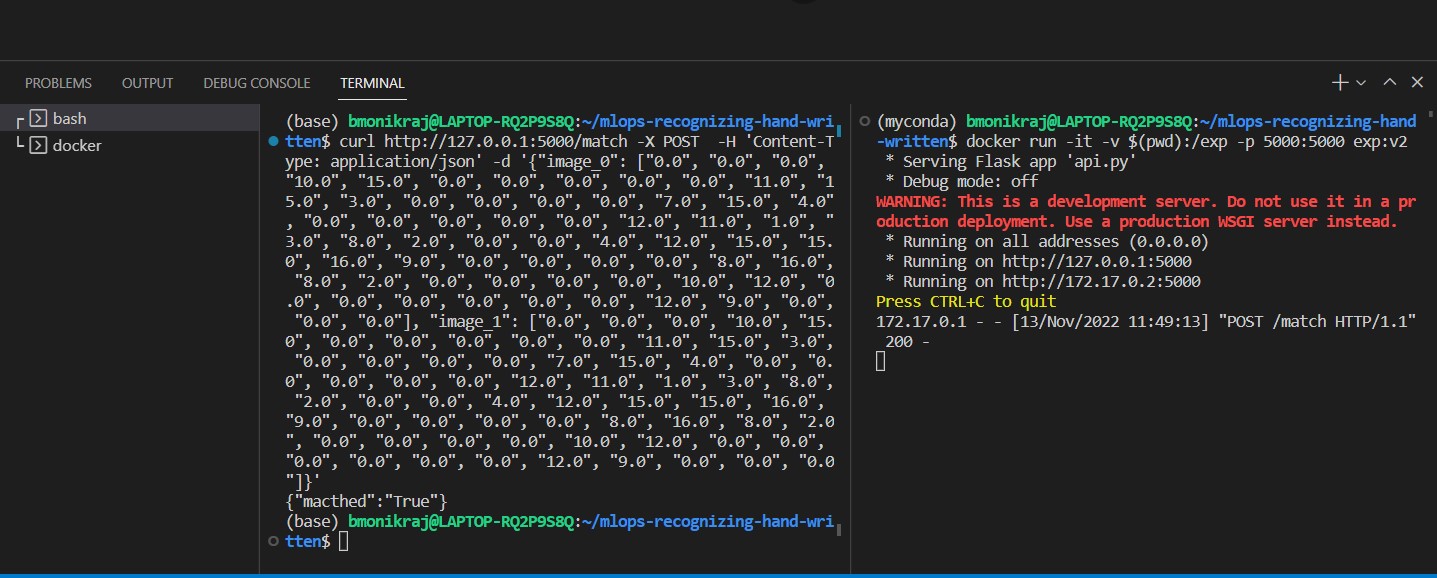 PROBLEMS OUTPUT DEBUG CONSOLE TERMINAL
bash
docker
(base) bmonikraj@LAPTOP-RQ2P9S8Q:~/mlops-recognizing-hand-wri
tten$ curl http://127.0.0.1:5000/match -X POST  -H 'Content-T
ype: application/json' -d '{"image_0": ["0.0", "0.0", "0.0",
"10.0", "15.0", "0.0", "0.0", "0.0", "0.0", "0.0", "11.0", "1
5.0", "3.0", "0.0", "0.0", "0.0", "0.0", "7.0", "15.0", "4.0"
, "0.0", "0.0", "0.0", "0.0", "0.0", "12.0", "11.0", "1.0", "
3.0", "8.0", "2.0", "0.0", "0.0", "4.0", "12.0", "15.0", "15.
0", "16.0", "9.0", "0.0", "0.0", "0.0", "0.0", "8.0", "16.0",
 "8.0", "2.0", "0.0", "0.0", "0.0", "0.0", "10.0", "12.0", "0
.0", "0.0", "0.0", "0.0", "0.0", "0.0", "12.0", "9.0", "0.0",
 "0.0", "0.0"], "image_1": ["0.0", "0.0", "0.0", "10.0", "15.
0", "0.0", "0.0", "0.0", "0.0", "0.0", "11.0", "15.0", "3.0",
 "0.0", "0.0", "0.0", "0.0", "7.0", "15.0", "4.0", "0.0", "0.
0", "0.0", "0.0", "0.0", "12.0", "11.0", "1.0", "3.0", "8.0",
 "2.0", "0.0", "0.0", "4.0", "12.0", "15.0", "15.0", "16.0",
"9.0", "0.0", "0.0", "0.0", "0.0", "8.0", "16.0", "8.0", "2.0
", "0.0", "0.0", "0.0", "0.0", "10.0", "12.0", "0.0", "0.0",
"0.0", "0.0", "0.0", "0.0", "12.0", "9.0", "0.0", "0.0", "0.0
"]}'
{"macthed":"True"}
(base) bmonikraj@LAPTOP-RQ2P9S8Q:~/mlops-recognizing-hand-wri
tten$
(myconda) bmonikraj@LAPTOP-RQ2P9S8Q:~/mlops-recognizing-hand
-written$ docker run -it -v $(pwd):/exp -p 5000:5000 exp:v2
 * Serving Flask app 'api.py'
 * Debug mode: off
WARNING: This is a development server. Do not use it in a pr
oduction deployment. Use a production WSGI server instead.
 * Running on all addresses (0.0.0.0)
 * Running on http://127.0.0.1:5000
 * Running on http://172.17.0.2:5000
Press CTRL+C to quit
172.17.0.1 - - [13/Nov/2022 11:49:13] "POST /match HTTP/1.1"
 200 -